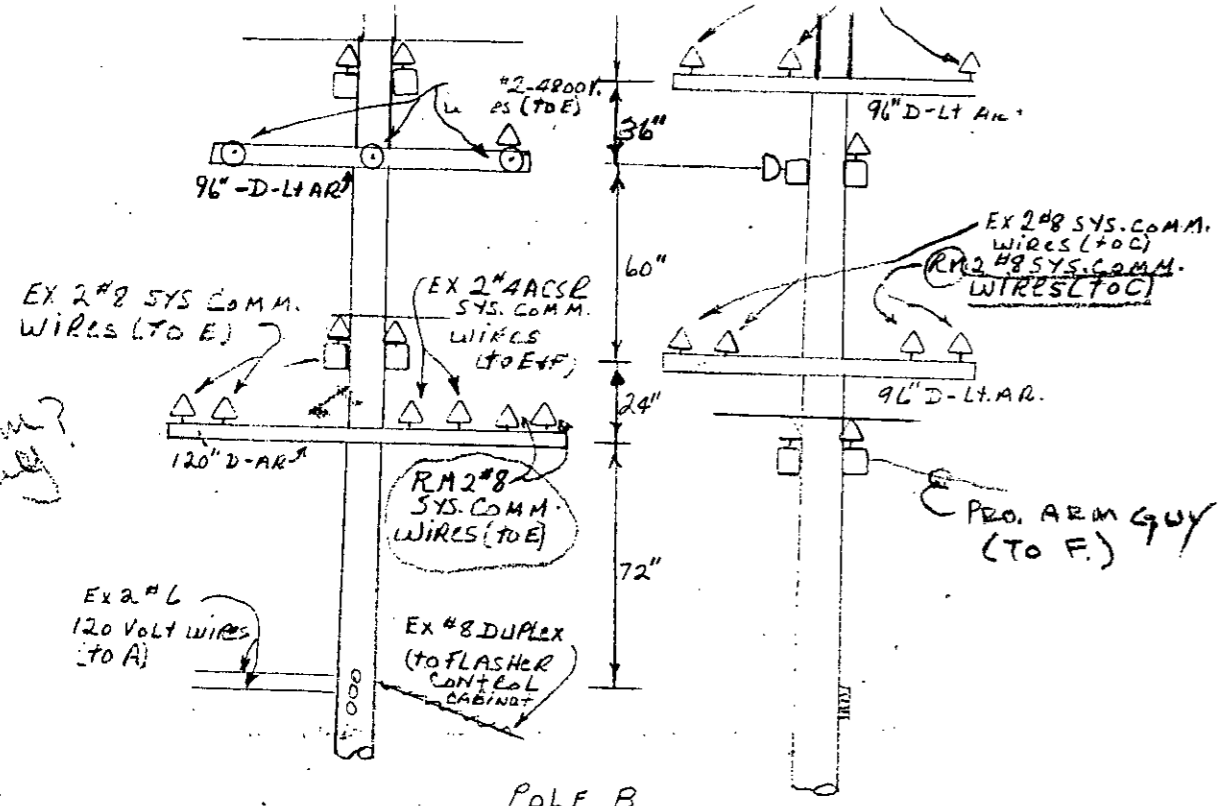 #2-4800V.
es (TO E)
36"
96" D-Lt AR
96"-D-Lt AR
EX 2#8 SYS. COMM.
WIRES (TO C)
RM 2 #8 SYS. COMM.
WIRES (TO C)
60"
EX 2#8 SYS COMM.
WIRES (TO E)
EX 2#4 ACSR
SYS. COMM.
WIRES
(TO E+F)
24"
96" D-Lt. AR.
120" D-AR
RM 2#8
SYS. COMM.
WIRES (TO E)
PRO. ARM GUY
(TO F.)
72"
EX 2#6
120 VOLT WIRES
(TO A)
EX #8 DUPLEX
(TO FLASHER
CONTROL
CABINET
POLE B